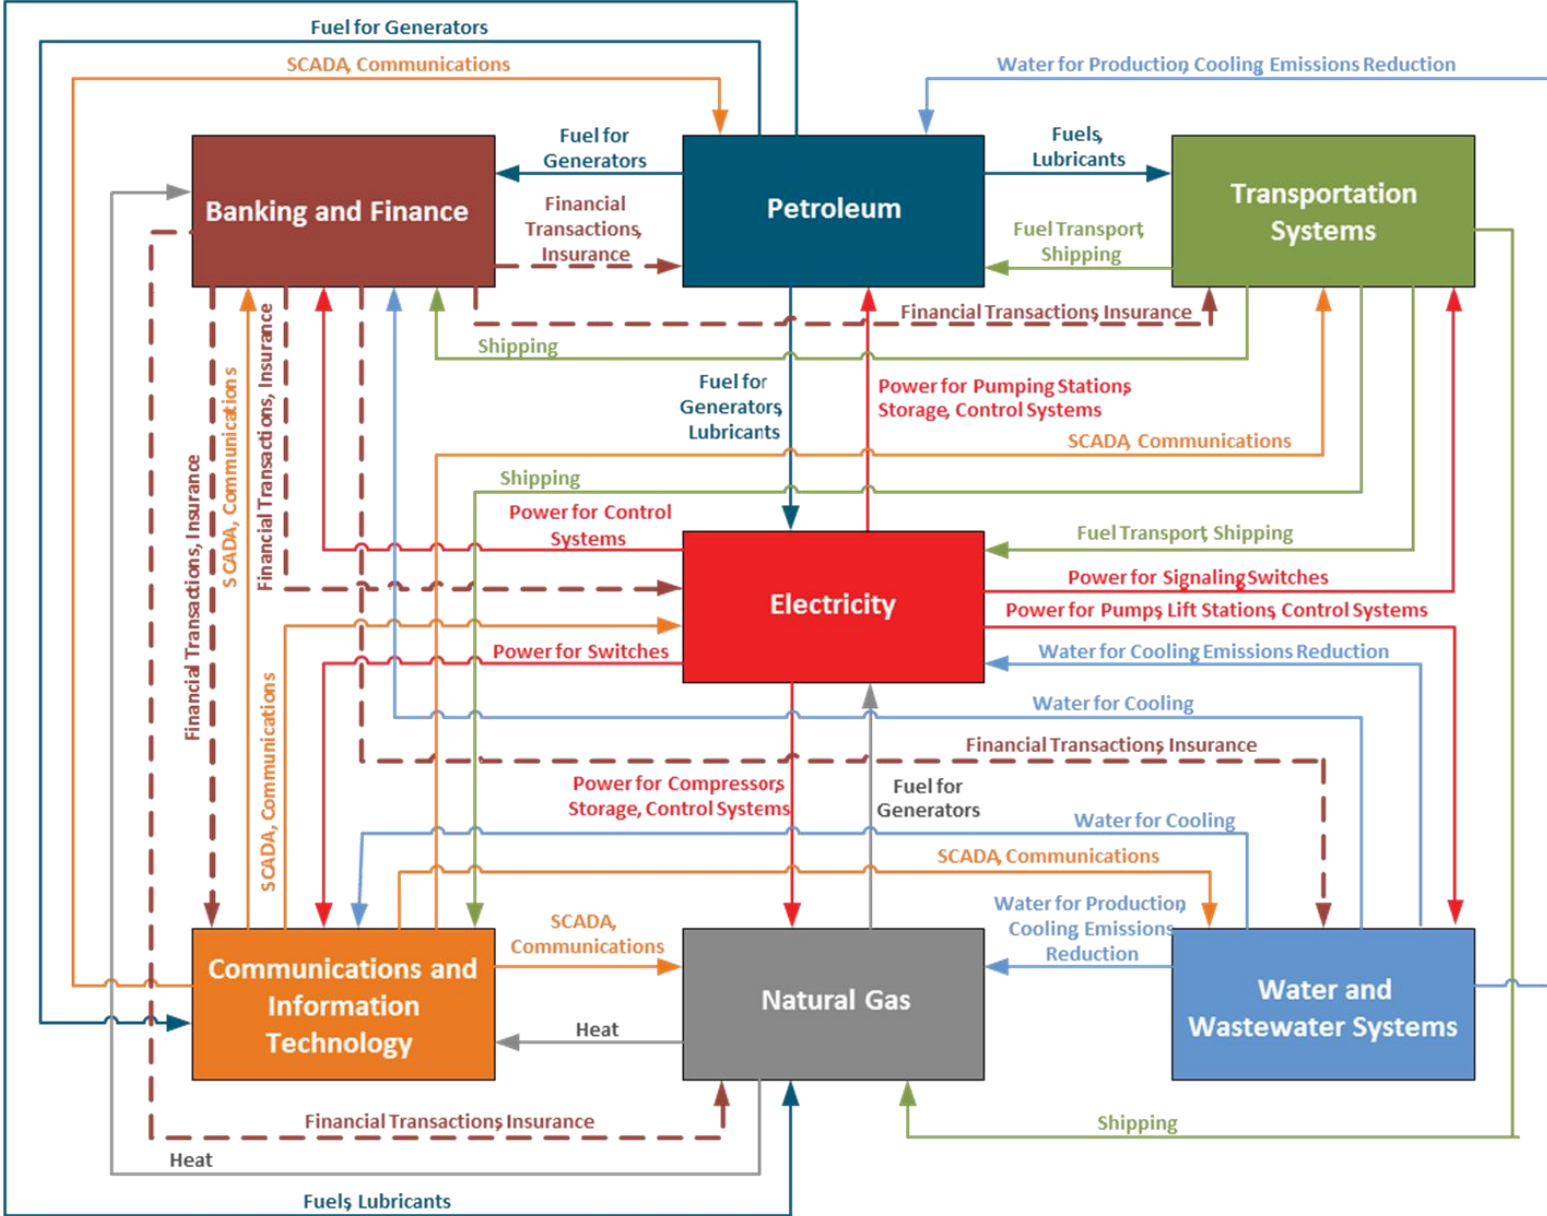 Fuel for Generators
SCADA, Communications
Water for Production, Cooling Emissions Reduction
Fuel for
Generators
Fuels,
Lubricants
Banking and Finance
Petroleum
Transportation
Systems
Financial
Transactions,
Insurance
Fuel Transport,
Shipping
Financial Transactions, Insurance
Shipping
Fuel for
Generators,
Lubricants
Power for Pumping Stations,
Storage, Control Systems
SCADA, Communications
Financial Transactions, Insurance
SCADA, Communications
Financial Transactions, Insurance
Shipping
Power for Control
Systems
Fuel Transport, Shipping
Electricity
Power for Signaling Switches
Power for Pumps, Lift Stations, Control Systems
Power for Switches
Water for Cooling Emissions Reduction
SCADA, Communications
Water for Cooling
Financial Transactions, Insurance
Power for Compressors,
Storage, Control Systems
Fuel for
Generators
Water for Cooling
SCADA, Communications
SCADA,
Communications
Water for Production,
Cooling Emissions
Reduction
Communications and
Information
Technology
Natural Gas
Water and
Wastewater Systems
Heat
Financial Transactions, Insurance
Shipping
Heat
Fuels, Lubricants